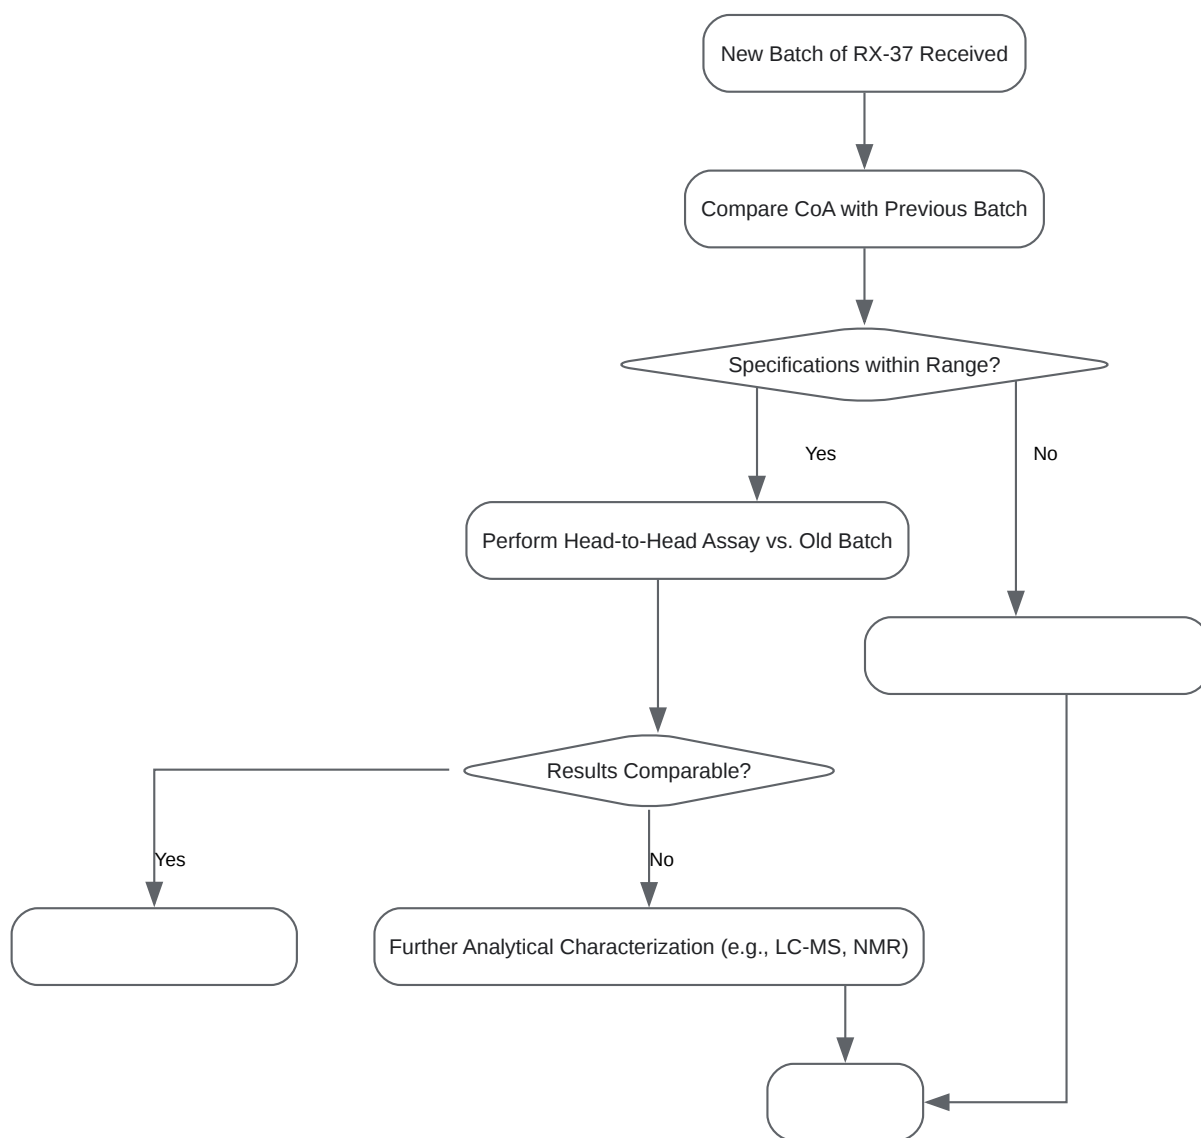 New Batch of RX-37 Received
Compare CoA with Previous Batch
Specifications within Range?
Yes
No
Perform Head-to-Head Assay vs. Old Batch
Results Comparable?
Yes
No
Further Analytical Characterization (e.g., LC-MS, NMR)